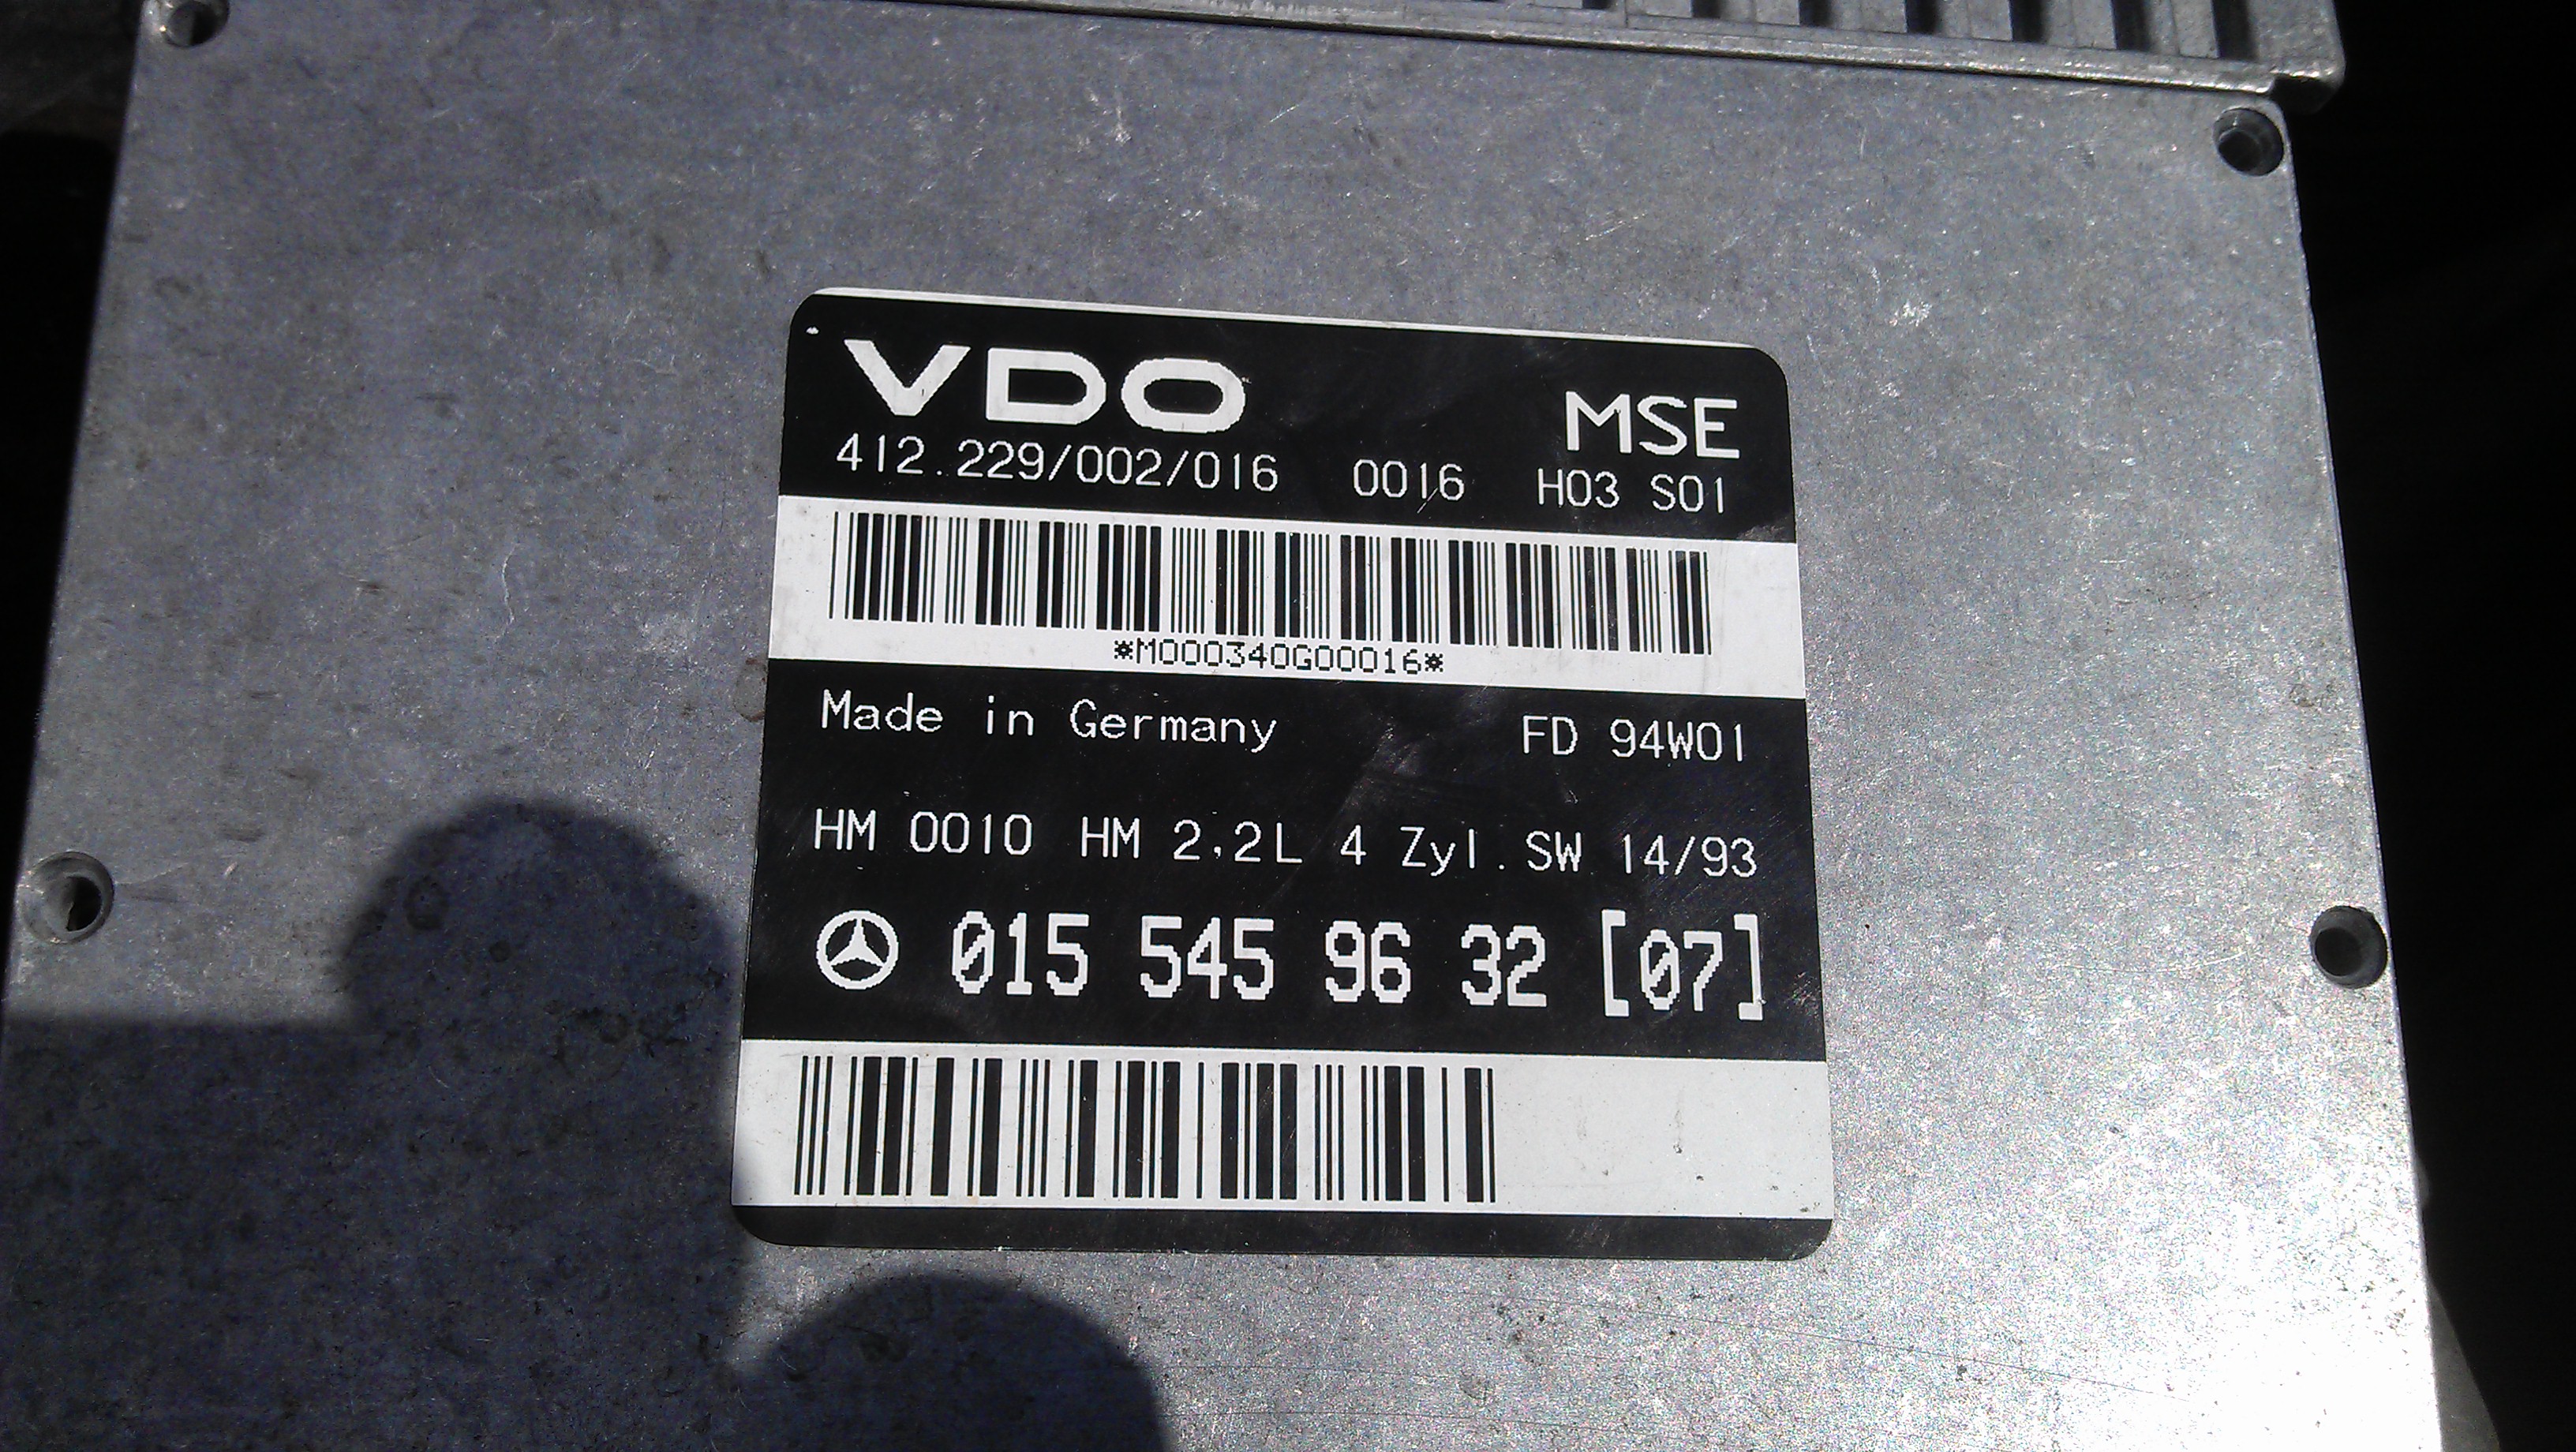 VDO
MSE
412.229/002/016 0016 H03 S01
*M000340G00016*
Made in Germany FD 94W01
HM 0010 HM 2,2L 4 Zyl. SW 14/93
015 545 96 32 [07]